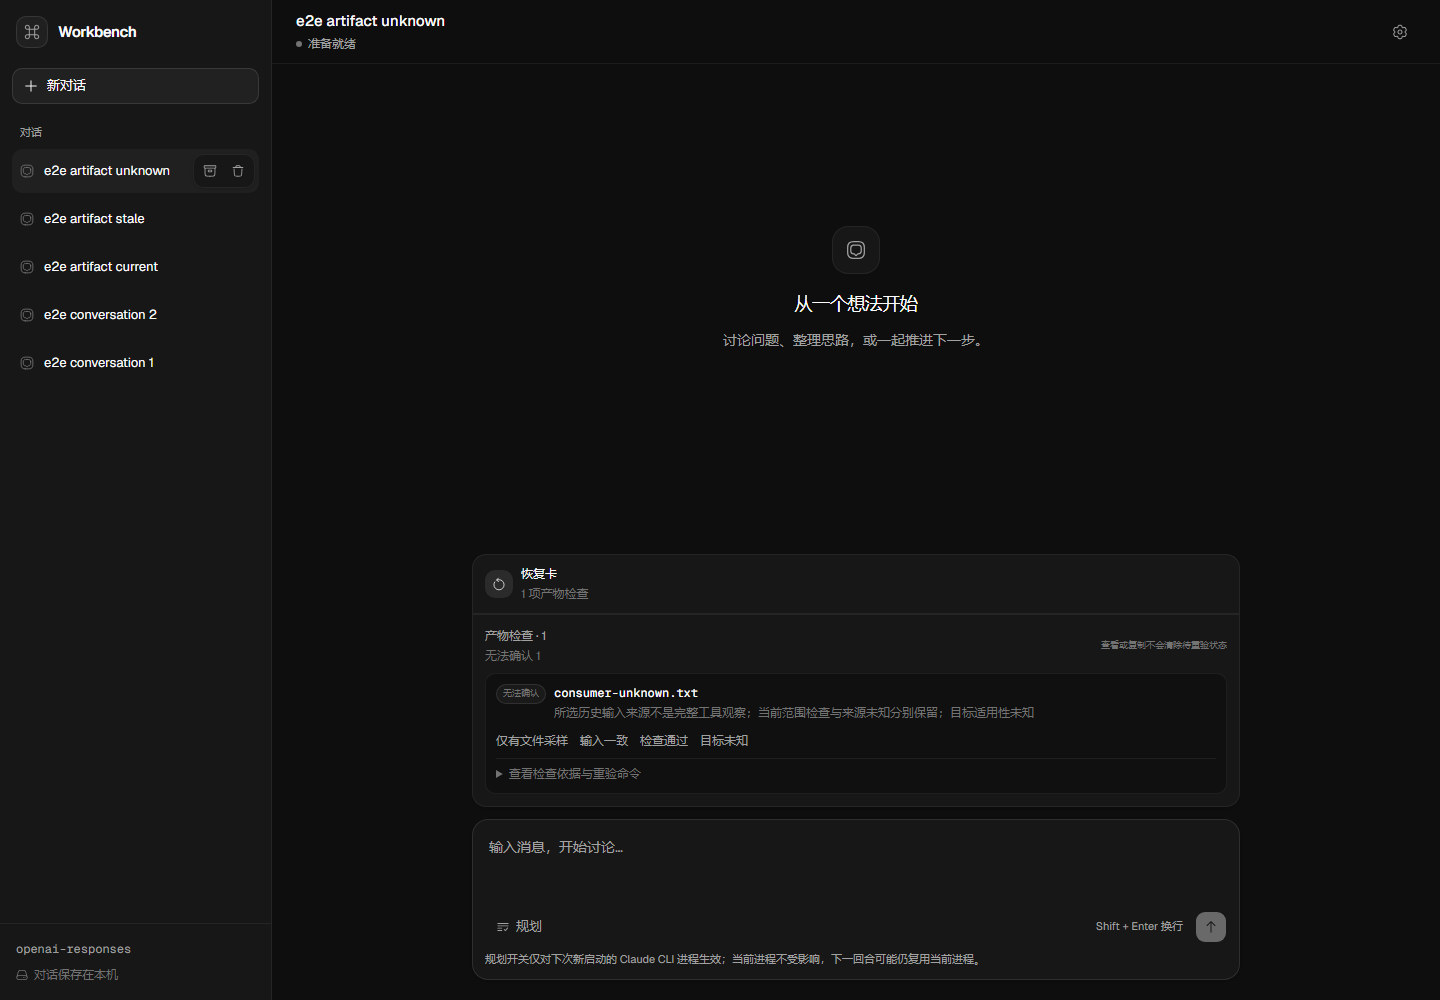 Workbench
新对话
对话
e2e artifact unknown
e2e artifact stale
e2e artifact current
e2e conversation 2
e2e conversation 1
openai-responses
对话保存在本机
e2e artifact unknown
准备就绪
从一个想法开始
讨论问题、整理思路，或一起推进下一步。
恢复卡
1 项产物检查
产物检查 · 1
无法确认 1
查看或复制不会清除待重验状态
无法确认 consumer-unknown.txt
所选历史输入来源不是完整工具观察；当前范围检查与来源未知分别保留；目标适用性未知
仅有文件采样 输入一致 检查通过 目标未知
查看检查依据与重验命令
输入消息，开始讨论...
规划
Shift + Enter 换行
规划开关仅对下次新启动的 Claude CLI 进程生效；当前进程不受影响，下一回合可能仍复用当前进程。